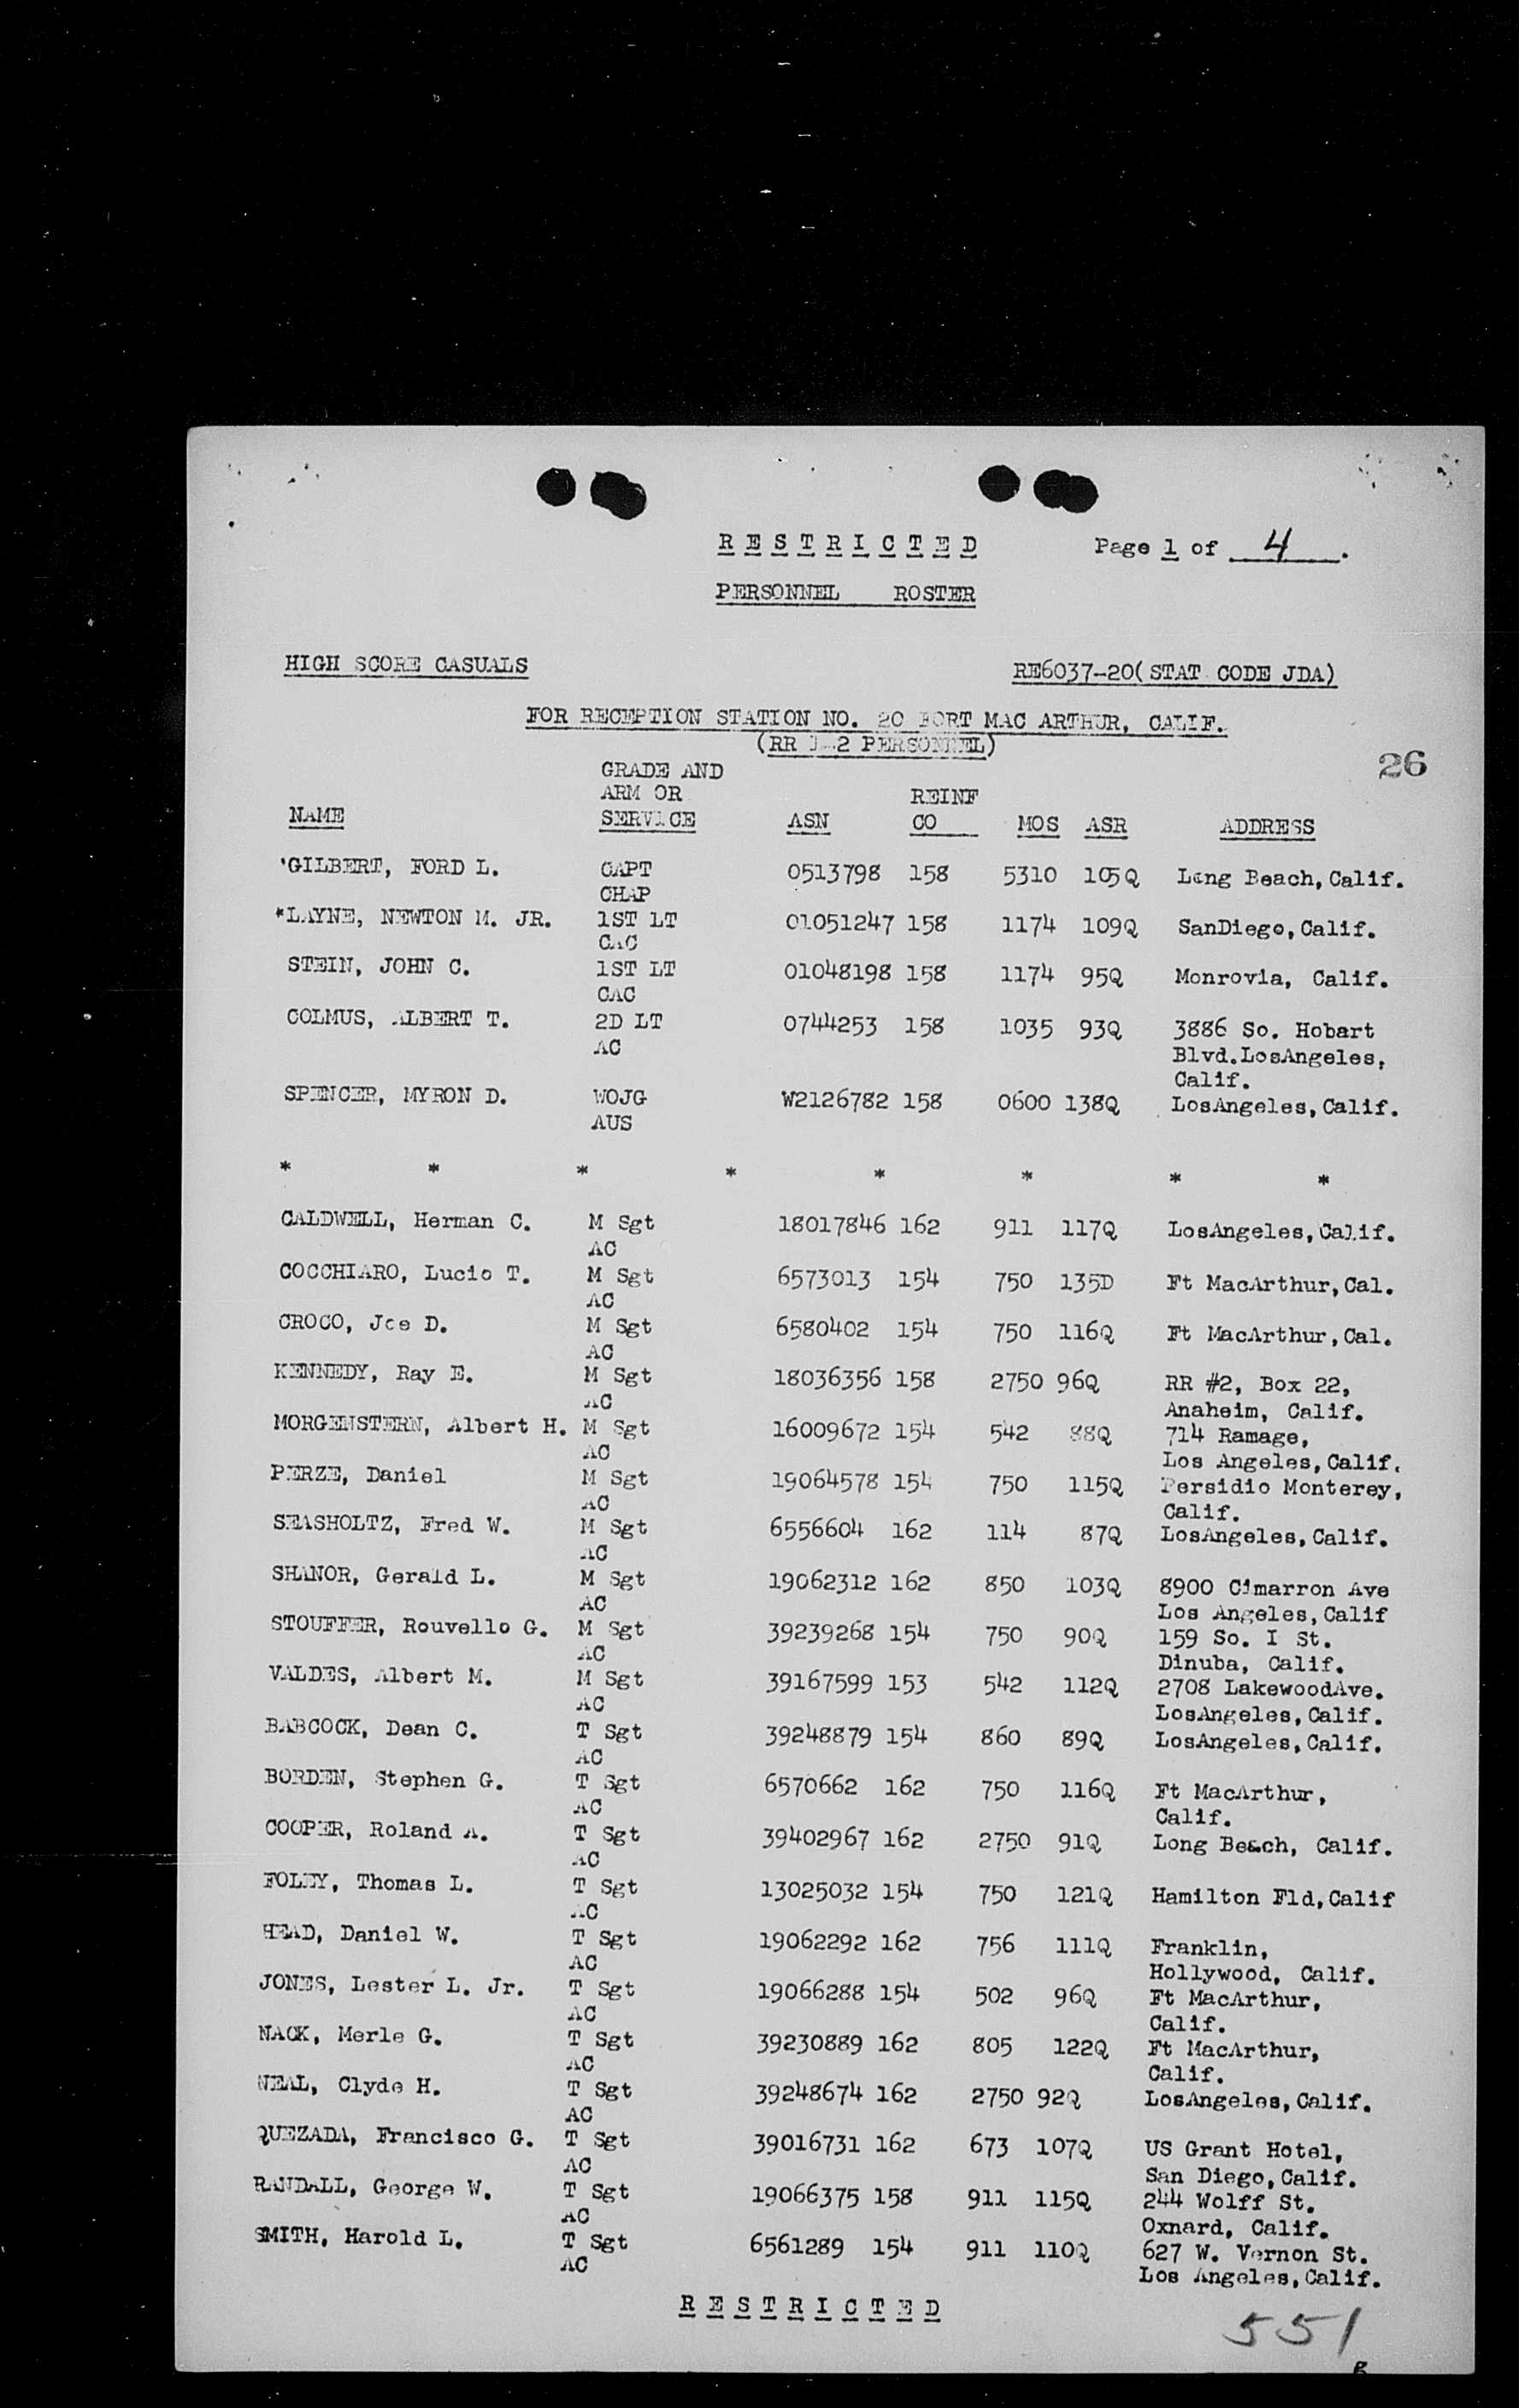 R E S T R I C T E D Page 1 of 4.
PERSONNEL ROSTER
HIGH SCORE CASUALS RE6037-20(STAT CODE JDA)
FOR RECEPTION STATION NO. 20 FORT MAC ARTHUR, CALIF.
(RR 1-2 PERSONNEL)
26
GRADE AND
ARM OR REINF
NAME SERVICE ASN CO MOS ASR ADDRESS
'GILBERT, FORD L. CAPT 0513798 158 5310 105Q Long Beach, Calif.
CHAP
*LAYNE, NEWTON M. JR. 1ST LT 01051247 158 1174 109Q SanDiego, Calif.
CAC
STEIN, JOHN C. 1ST LT 01048198 158 1174 95Q Monrovia, Calif.
CAC
COLMUS, ALBERT T. 2D LT 0744253 158 1035 93Q 3886 So. Hobart
AC Blvd.LosAngeles,
Calif.
SPENCER, MYRON D. WOJG W2126782 158 0600 138Q LosAngeles, Calif.
AUS
* * * * * * * *
CALDWELL, Herman C. M Sgt 18017846 162 911 117Q LosAngeles, Calif.
AC
COCCHIARO, Lucio T. M Sgt 6573013 154 750 135D Ft MacArthur, Cal.
AC
CROCO, Joe D. M Sgt 6580402 154 750 116Q Ft MacArthur, Cal.
AC
KENNEDY, Ray E. M Sgt 18036356 158 2750 96Q RR #2, Box 22,
AC Anaheim, Calif.
MORGENSTERN, Albert H. M Sgt 16009672 154 542 88Q 714 Ramage,
AC Los Angeles, Calif.
PERZE, Daniel M Sgt 19064578 154 750 115Q Persidio Monterey,
AC Calif.
SEASHOLTZ, Fred W. M Sgt 6556604 162 114 87Q LosAngeles, Calif.
AC
SHANOR, Gerald L. M Sgt 19062312 162 850 103Q 8900 Cimarron Ave
AC Los Angeles, Calif
STOUFFER, Rouvello G. M Sgt 39239268 154 750 90Q 159 So. I St.
AC Dinuba, Calif.
VALDES, Albert M. M Sgt 39167599 153 542 112Q 2708 LakewoodAve.
AC LosAngeles, Calif.
BABCOCK, Dean C. T Sgt 39248879 154 860 89Q LosAngeles, Calif.
AC
BORDEN, Stephen G. T Sgt 6570662 162 750 116Q Ft MacArthur,
AC Calif.
COOPER, Roland A. T Sgt 39402967 162 2750 91Q Long Beach, Calif.
AC
FOLEY, Thomas L. T Sgt 13025032 154 750 121Q Hamilton Fld, Calif
AC
HEAD, Daniel W. T Sgt 19062292 162 756 111Q Franklin,
AC Hollywood, Calif.
JONES, Lester L. Jr. T Sgt 19066288 154 502 96Q Ft MacArthur,
AC Calif.
NACK, Merle G. T Sgt 39230889 162 805 122Q Ft MacArthur,
AC Calif.
NEAL, Clyde H. T Sgt 39248674 162 2750 92Q LosAngeles, Calif.
AC
QUEZADA, Francisco G. T Sgt 39016731 162 673 107Q US Grant Hotel,
AC San Diego, Calif.
RANDALL, George W. T Sgt 19066375 158 911 115Q 244 Wolff St.
AC Oxnard, Calif.
SMITH, Harold L. T Sgt 6561289 154 911 110Q 627 W. Vernon St.
AC Los Angeles, Calif.
R E S T R I C T E D
551